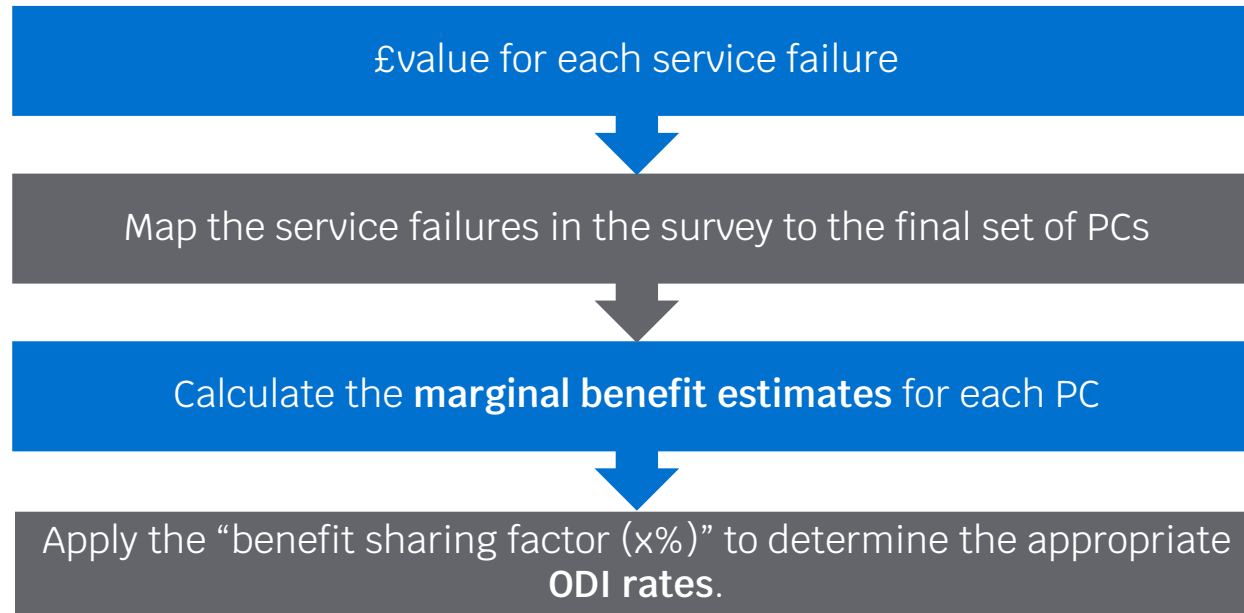 £value for each service failure
Map the service failures in the survey to the final set of PCs
Calculate the marginal benefit estimates for each PC
Apply the “benefit sharing factor (x%)” to determine the appropriate
ODI rates.